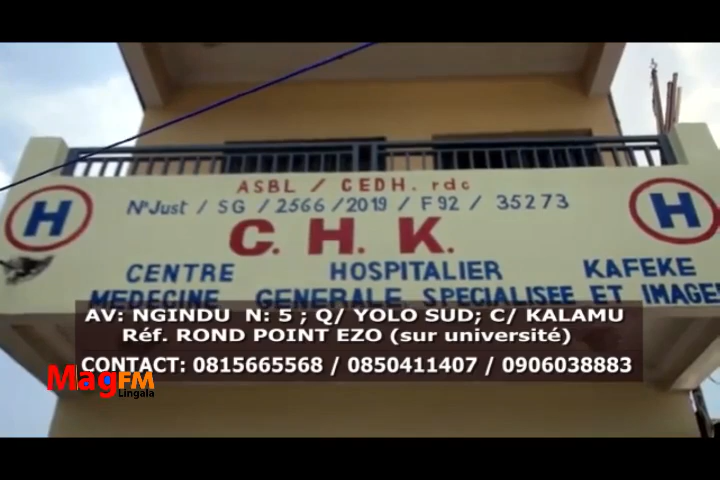 ASBL / CEDH. rdc
N° Just / SG / 2566 / 2019 / F92 / 35273
H
H
C. H. K.
CENTRE HOSPITALIER KAFEKE
MEDECINE GENERALE, SPECIALISEE ET IMAGE
AV: NGINDU N: 5 ; Q/ YOLO SUD; C/ KALAMU
Réf. ROND POINT EZO (sur université)
CONTACT: 0815665568 / 0850411407 / 0906038883
MagFM
Lingala